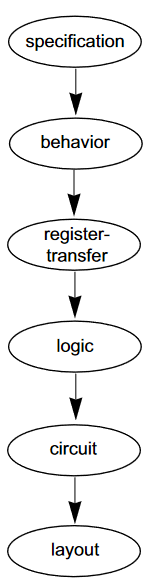 specification
behavior
register-
transfer
logic
circuit
layout